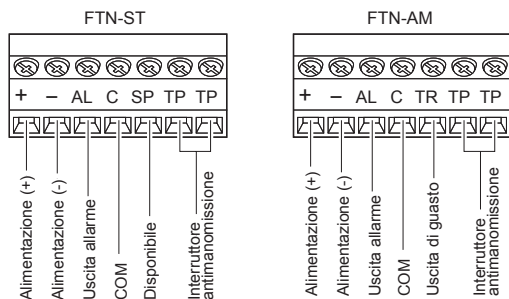 FTN-ST
+ – AL C SP TP TP
Alimentazione (+)
Alimentazione (-)
Uscita allarme
COM
Disponibile
Interruttore
antimanomissione
FTN-AM
+ – AL C TR TP TP
Alimentazione (+)
Alimentazione (-)
Uscita allarme
COM
Uscita di guasto
Interruttore
antimanomissione